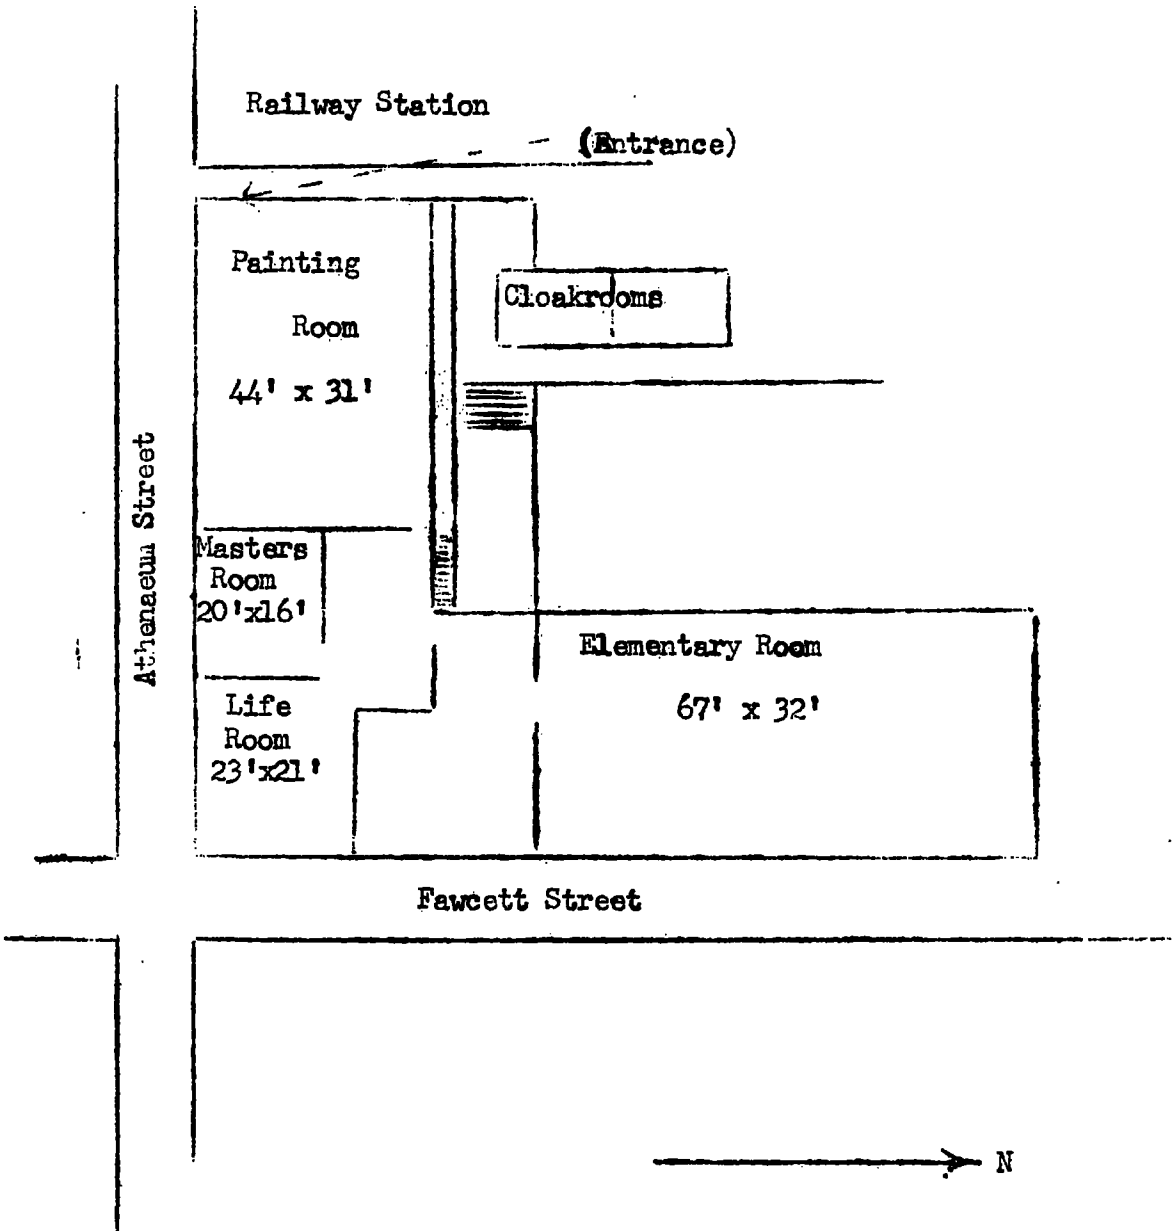 Railway Station
(Entrance)
Painting
Room
44' x 31'
Cloakrooms
Athenaeum Street
Masters
Room
20'x16'
Elementary Room
67' x 32'
Life
Room
23'x21'
Fawcett Street
N